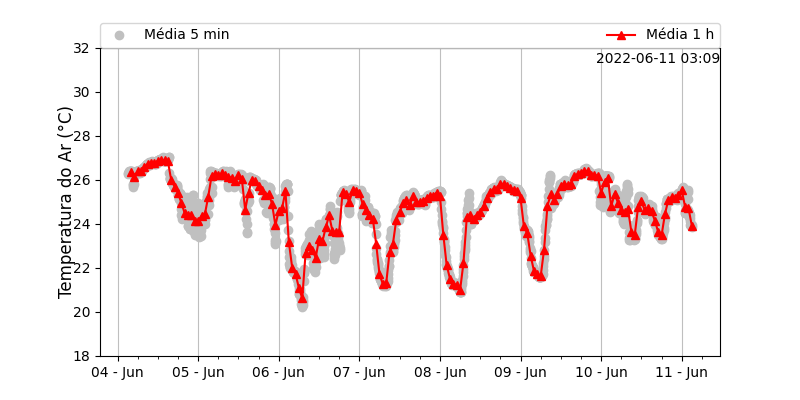 Média 5 min
Média 1 h
2022-06-11 03:09
Temperatura do Ar (°C)
32
30
28
26
24
22
20
18
04 - Jun
05 - Jun
06 - Jun
07 - Jun
08 - Jun
09 - Jun
10 - Jun
11 - Jun